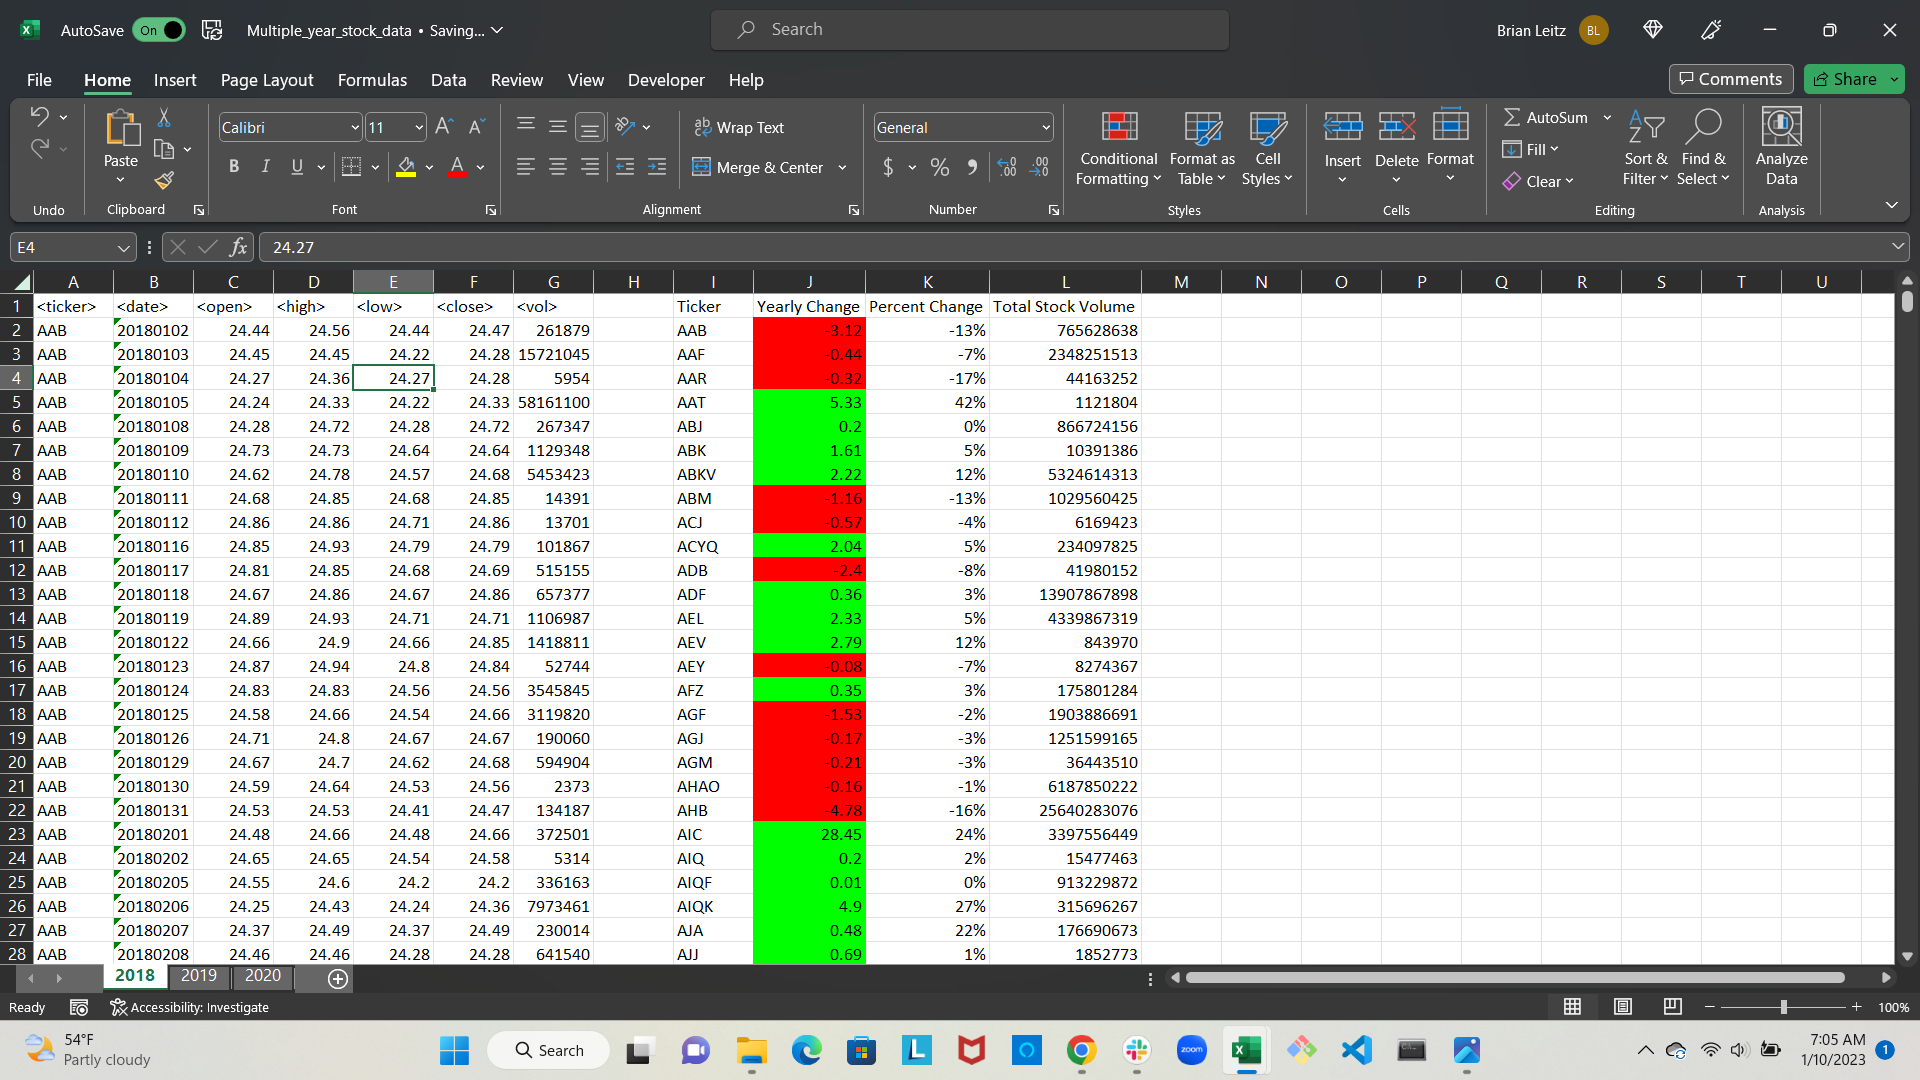 AutoSave On Multiple_year_stock_data • Saving... Search Brian Leitz BL
File Home Insert Page Layout Formulas Data Review View Developer Help Comments Share
Calibri 11 Wrap Text General AutoSum
Paste B I U A Merge & Center $ % Conditional Formatting Format as Table Cell Styles Insert Delete Format Fill Clear Sort & Filter Find & Select Analyze Data
Undo Clipboard Font Alignment Number Styles Cells Editing Analysis
E4 fx 24.27
A B C D E F G H I J K L M N O P Q R S T U
1 <ticker> <date> <open> <high> <low> <close> <vol> Ticker Yearly Change Percent Change Total Stock Volume
2 AAB 20180102 24.44 24.56 24.44 24.47 261879 AAB -3.12 -13% 765628638
3 AAB 20180103 24.45 24.45 24.22 24.28 15721045 AAF -0.44 -7% 2348251513
4 AAB 20180104 24.27 24.36 24.27 24.28 5954 AAR -0.32 -17% 44163252
5 AAB 20180105 24.24 24.33 24.22 24.33 58161100 AAT 5.33 42% 1121804
6 AAB 20180108 24.28 24.72 24.28 24.72 267347 ABJ 0.2 0% 866724156
7 AAB 20180109 24.73 24.73 24.64 24.64 1129348 ABK 1.61 5% 10391386
8 AAB 20180110 24.62 24.78 24.57 24.68 5453423 ABKV 2.22 12% 5324614313
9 AAB 20180111 24.68 24.85 24.68 24.85 14391 ABM -1.16 -13% 1029560425
10 AAB 20180112 24.86 24.86 24.71 24.86 13701 ACJ -0.57 -4% 6169423
11 AAB 20180116 24.85 24.93 24.79 24.79 101867 ACYQ 2.04 5% 234097825
12 AAB 20180117 24.81 24.85 24.68 24.69 515155 ADB -2.4 -8% 41980152
13 AAB 20180118 24.67 24.86 24.67 24.86 657377 ADF 0.36 3% 13907867898
14 AAB 20180119 24.89 24.93 24.71 24.71 1106987 AEL 2.33 5% 4339867319
15 AAB 20180122 24.66 24.9 24.66 24.85 1418811 AEV 2.79 12% 843970
16 AAB 20180123 24.87 24.94 24.8 24.84 52744 AEY -0.08 -7% 8274367
17 AAB 20180124 24.83 24.83 24.56 24.56 3545845 AFZ 0.35 3% 175801284
18 AAB 20180125 24.58 24.66 24.54 24.66 3119820 AGF -1.53 -2% 1903886691
19 AAB 20180126 24.71 24.8 24.67 24.67 190060 AGJ -0.17 -3% 1251599165
20 AAB 20180129 24.67 24.7 24.62 24.68 594904 AGM -0.21 -3% 36443510
21 AAB 20180130 24.59 24.64 24.53 24.56 2373 AHAO -0.16 -1% 6187850222
22 AAB 20180131 24.53 24.53 24.41 24.47 134187 AHB -4.78 -16% 25640283076
23 AAB 20180201 24.48 24.66 24.48 24.66 372501 AIC 28.45 24% 3397556449
24 AAB 20180202 24.65 24.65 24.54 24.58 5314 AIQ 0.2 2% 15477463
25 AAB 20180205 24.55 24.6 24.2 24.2 336163 AIQF 0.01 0% 913229872
26 AAB 20180206 24.25 24.43 24.24 24.36 7973461 AIQK 4.9 27% 315696267
27 AAB 20180207 24.37 24.49 24.37 24.49 230014 AJA 0.48 22% 176690673
28 AAB 20180208 24.46 24.46 24.28 24.28 641540 AJJ 0.69 1% 1852773
2018 2019 2020
Ready Accessibility: Investigate 100%
54°F Partly cloudy Search zoom 7:05 AM 1/10/2023 1